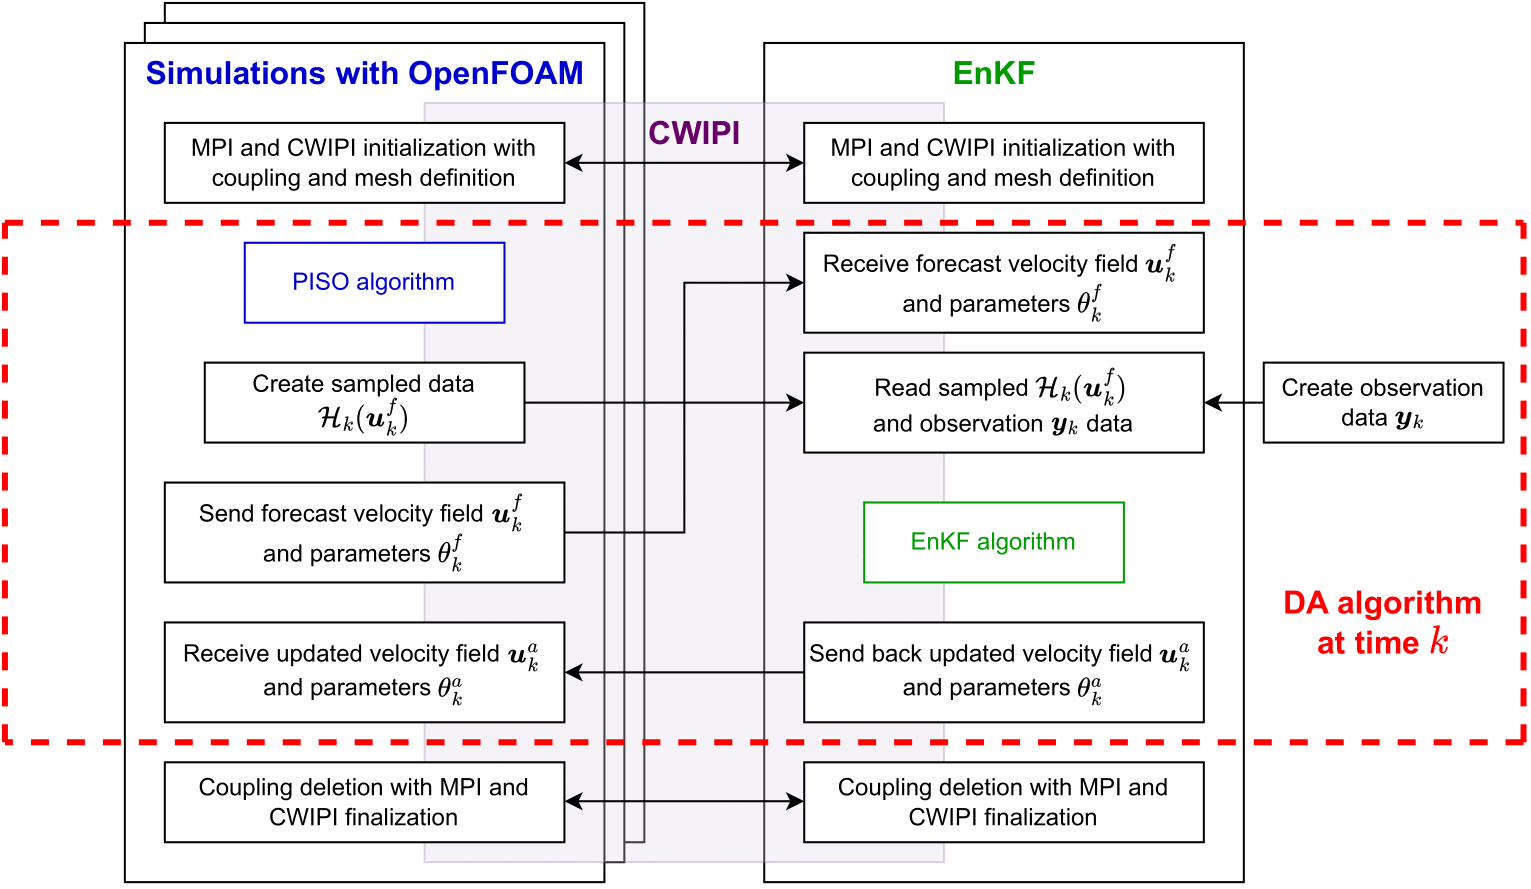 Simulations with OpenFOAM
EnKF
CWIPI
MPI and CWIPI initialization with
coupling and mesh definition
MPI and CWIPI initialization with
coupling and mesh definition
PISO algorithm
Receive forecast velocity field $\boldsymbol{u}_k^f$
and parameters $\theta_k^f$
Create sampled data
$\mathcal{H}_k(\boldsymbol{u}_k^f)$
Read sampled $\mathcal{H}_k(\boldsymbol{u}_k^f)$
and observation $\boldsymbol{y}_k$ data
Create observation
data $\boldsymbol{y}_k$
Send forecast velocity field $\boldsymbol{u}_k^f$
and parameters $\theta_k^f$
EnKF algorithm
DA algorithm
at time $k$
Receive updated velocity field $\boldsymbol{u}_k^a$
and parameters $\theta_k^a$
Send back updated velocity field $\boldsymbol{u}_k^a$
and parameters $\theta_k^a$
Coupling deletion with MPI and
CWIPI finalization
Coupling deletion with MPI and
CWIPI finalization